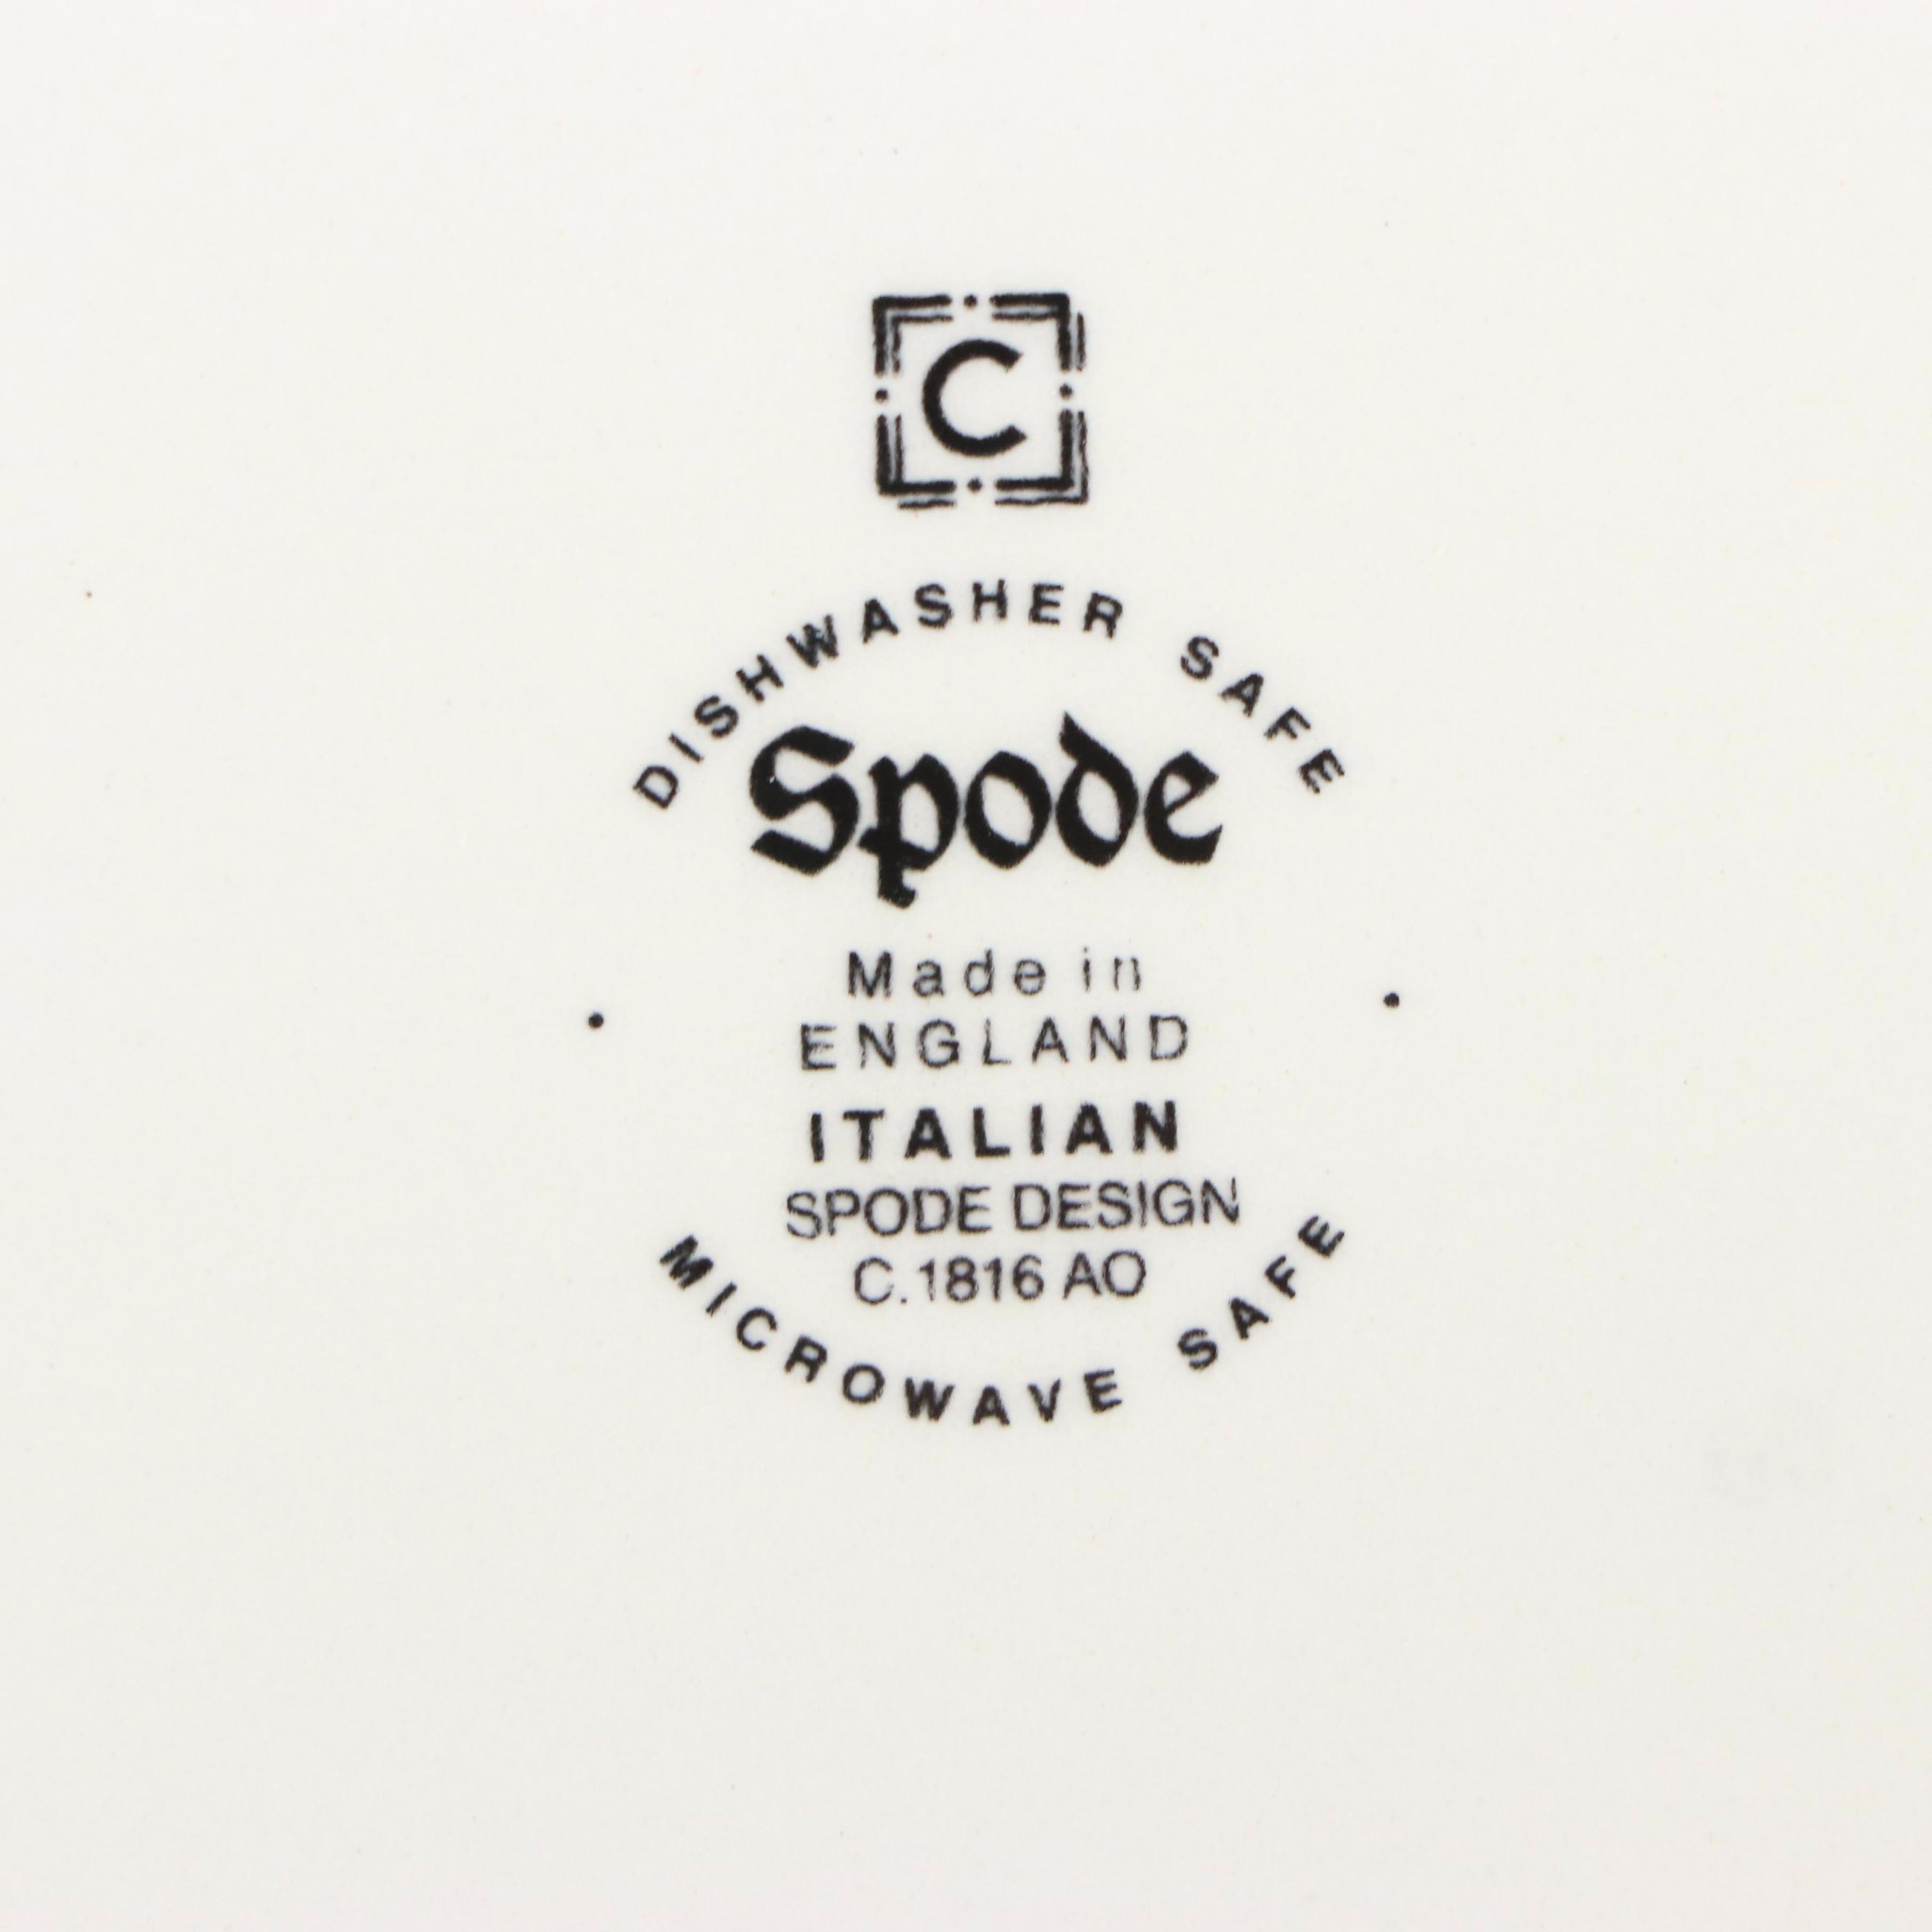 C
DISHWASHER SAFE
Spode
Made in
ENGLAND
ITALIAN
SPODE DESIGN
C.1816 AO
MICROWAVE SAFE